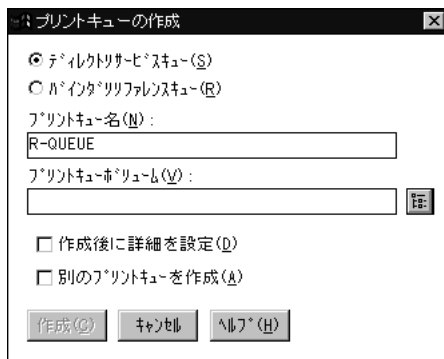 プリントキューの作成
ﾃﾞｨﾚｸﾄﾘｻｰﾋﾞｽｷｭｰ(S)
ﾊﾞｲﾝﾀﾞﾘﾘﾌｧﾚﾝｽｷｭｰ(R)
ﾌﾟﾘﾝﾄｷｭｰ名(N) :
R-QUEUE
ﾌﾟﾘﾝﾄｷｭｰﾎﾞﾘｭｰﾑ(V) :
作成後に詳細を設定(D)
別のﾌﾟﾘﾝﾄｷｭｰを作成(A)
作成(C) ｷｬﾝｾﾙ ﾍﾙﾌﾟ(H)